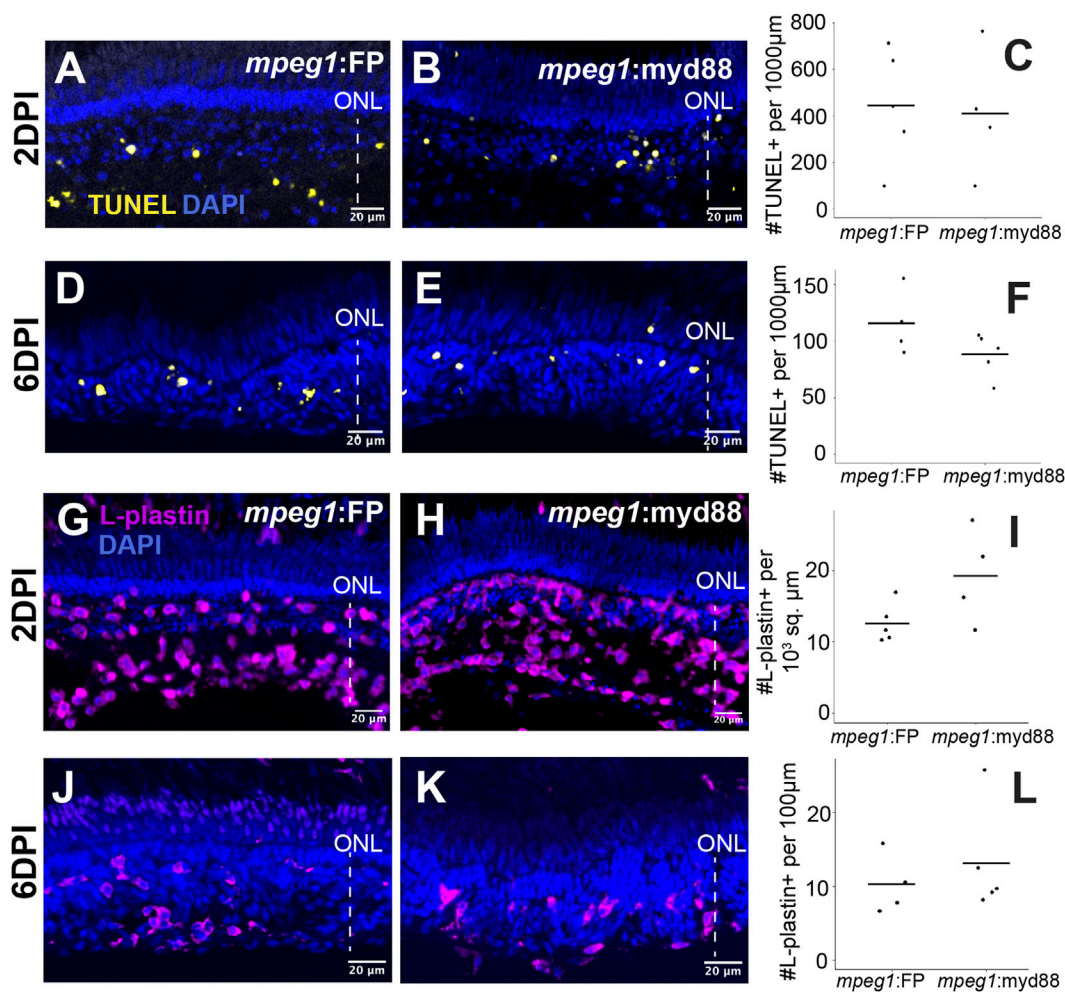 A
mpeg1:FP
ONL
2DPI
TUNEL DAPI
20 µm
B
mpeg1:myd88
ONL
20 µm
C
#TUNEL+ per 1000µm
800
600
400
200
0
mpeg1:FP
mpeg1:myd88
D
ONL
6DPI
20 µm
E
ONL
20 µm
F
#TUNEL+ per 1000µm
150
100
50
0
mpeg1:FP
mpeg1:myd88
G
L-plastin
DAPI
mpeg1:FP
ONL
2DPI
20 µm
H
mpeg1:myd88
ONL
20 µm
I
#L-plastin+ per
10³ sq. µm
20
10
0
mpeg1:FP
mpeg1:myd88
J
ONL
6DPI
20 µm
K
ONL
20 µm
L
#L-plastin+ per 100µm
20
10
0
mpeg1:FP
mpeg1:myd88